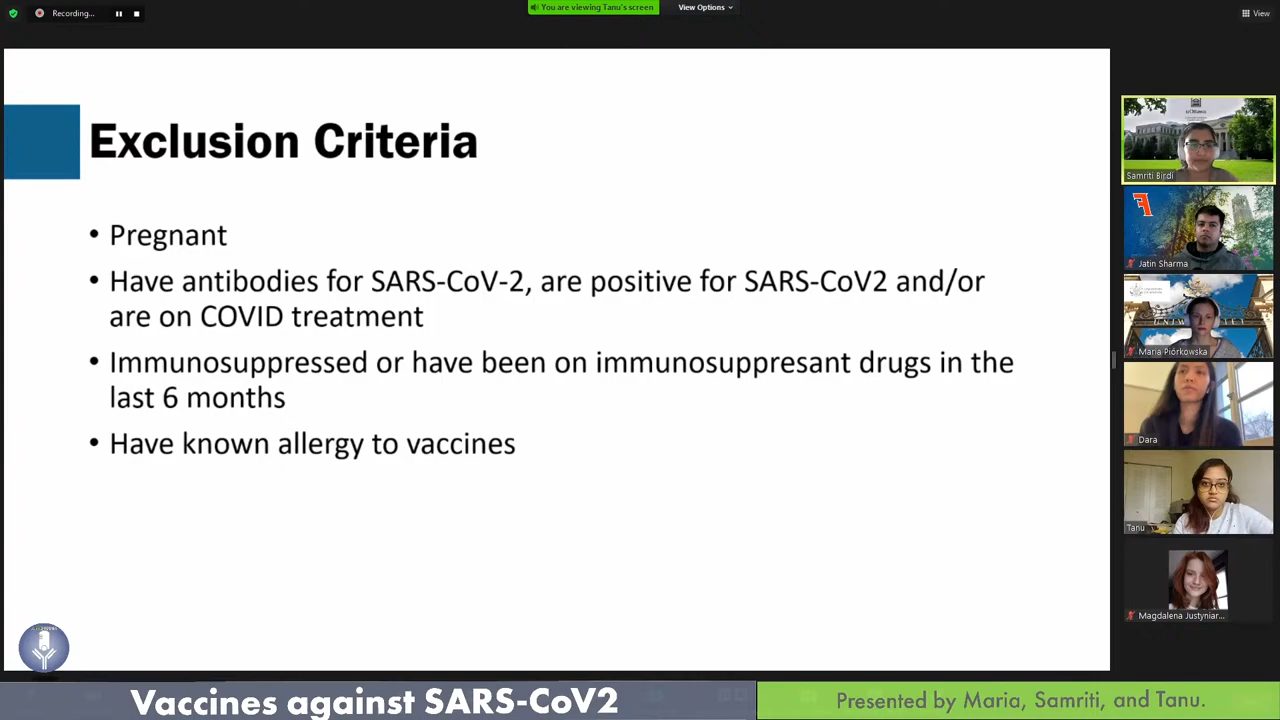 Recording...
You are viewing Tanu's screen
View Options
View
Exclusion Criteria
• Pregnant
• Have antibodies for SARS-CoV-2, are positive for SARS-CoV2 and/or
are on COVID treatment
• Immunosuppressed or have been on immunosuppresant drugs in the
last 6 months
• Have known allergy to vaccines
uOttawa
Samriti Birdi
Jatin Sharma
Maria Piórkowska
Dara
Tanu
Magdalena Justyniar...
Vaccines against SARS-CoV2
Presented by Maria, Samriti, and Tanu.